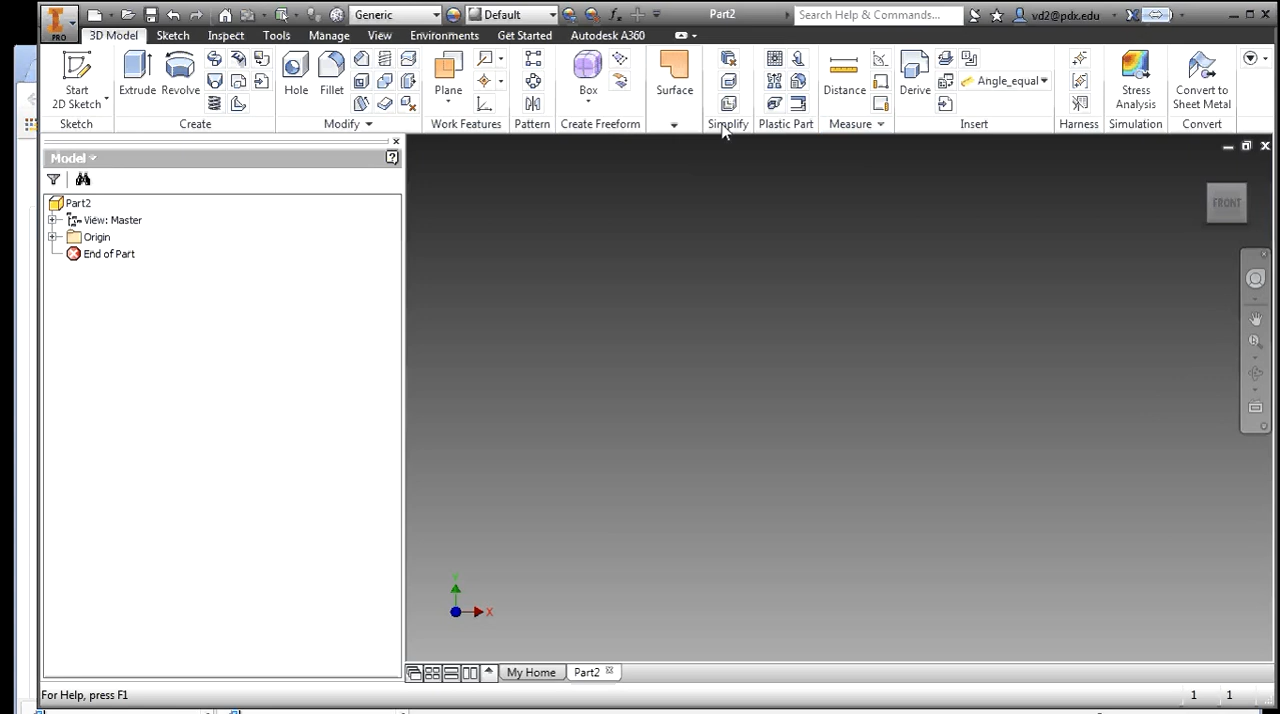 PRO
Generic
Default
Part2
Search Help & Commands...
vd2@pdx.edu
3D Model
Sketch
Inspect
Tools
Manage
View
Environments
Get Started
Autodesk A360
Start
2D Sketch
Extrude
Revolve
Hole
Fillet
Plane
Box
Surface
Distance
Derive
Angle_equal
Stress
Analysis
Convert to
Sheet Metal
Sketch
Create
Modify
Work Features
Pattern
Create Freeform
Simplify
Plastic Part
Measure
Insert
Harness
Simulation
Convert
Model
Part2
View: Master
Origin
End of Part
FRONT
Y
X
My Home
Part2
For Help, press F1
1
1